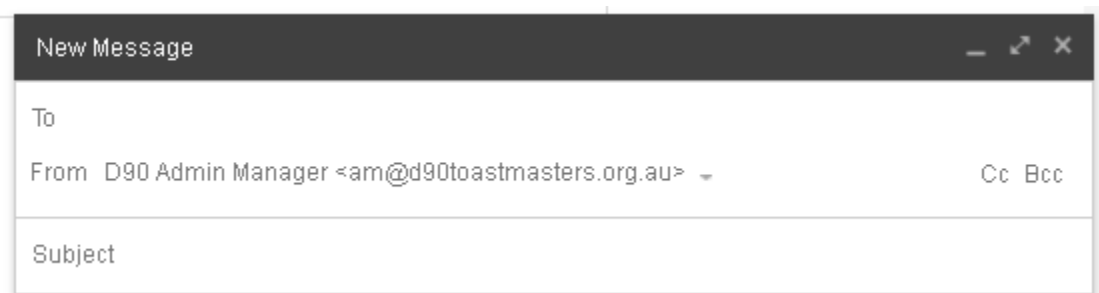 New Message
To
From D90 Admin Manager <am@d90toastmasters.org.au> Cc Bcc
Subject